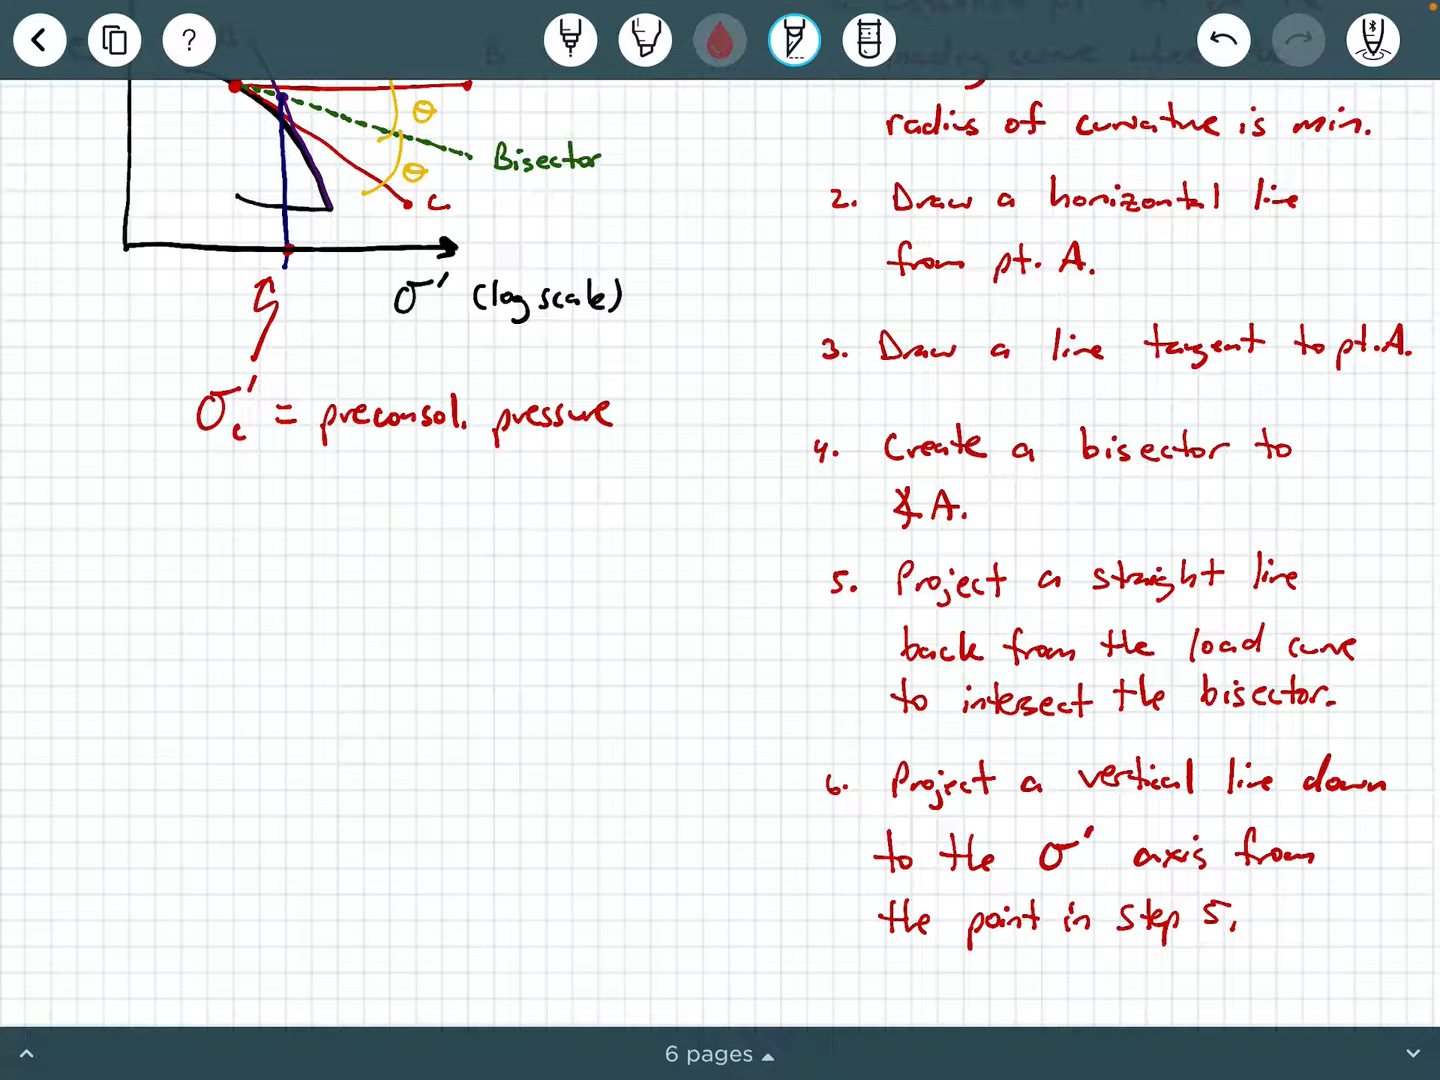 ?
θ
Bisector
θ
c
σ' (log scale)
σ'c = preconsol. pressure
radius of curvature is min.
2. Draw a horizontal line
from pt. A.
3. Draw a line tangent to pt. A.
4. Create a bisector to
∡A.
5. Project a straight line
back from the load curve
to intersect the bisector.
6. Project a vertical line down
to the σ' axis from
the point in step 5.
6 pages